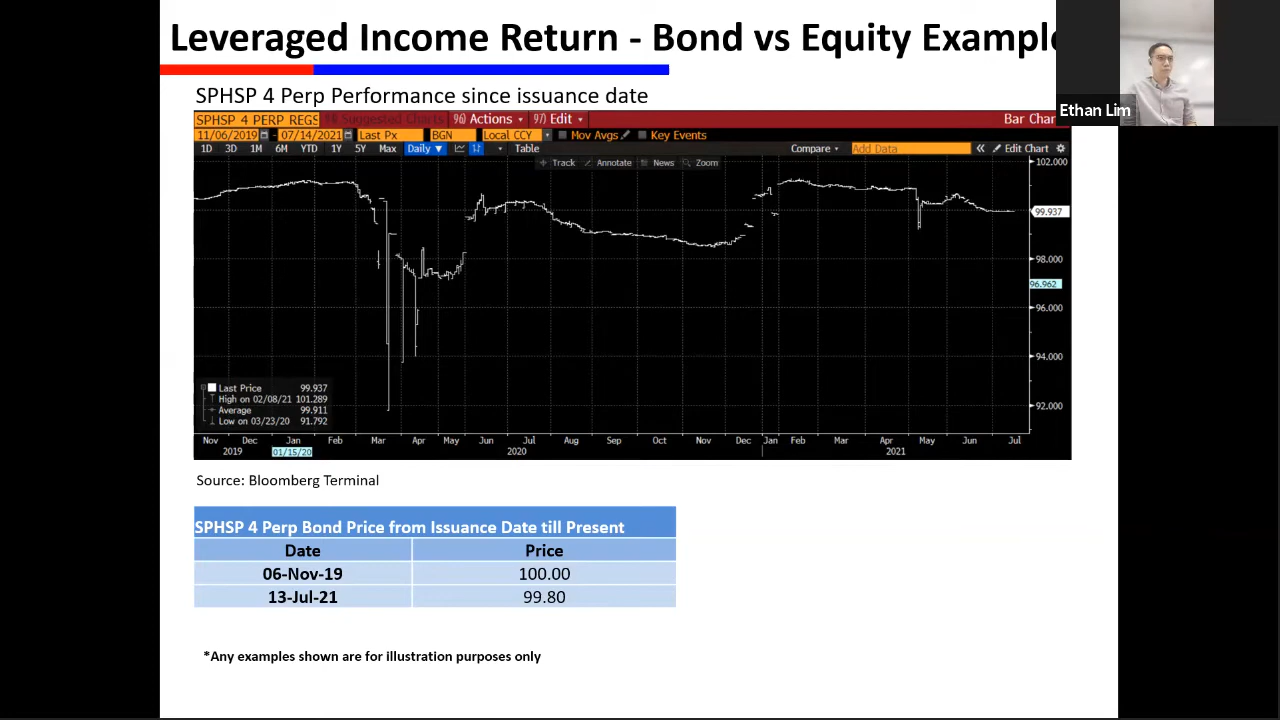 Leveraged Income Return - Bond vs Equity Example
Ethan Lim
SPHSP 4 Perp Performance since issuance date
SPHSP 4 PERP REGS 98) Suggested Charts 96) Actions 97) Edit Bar Chart
11/06/2019 - 07/14/2021 Last Px BGN Local CCY Mov Avgs Key Events
1D 3D 1M 6M YTD 1Y 5Y Max Daily ▼ Table Compare Add Data « Edit Chart
+ Track Annotate News Zoom
102.000
99.937
98.000
96.962
96.000
94.000
92.000
Last Price 99.937
High on 02/08/21 101.289
Average 99.911
Low on 03/23/20 91.792
Nov Dec Jan Feb Mar Apr May Jun Jul Aug Sep Oct Nov Dec Jan Feb Mar Apr May Jun Jul
2019 01/15/20 2020 2021
Source: Bloomberg Terminal
SPHSP 4 Perp Bond Price from Issuance Date till Present
Date Price
06-Nov-19 100.00
13-Jul-21 99.80
*Any examples shown are for illustration purposes only